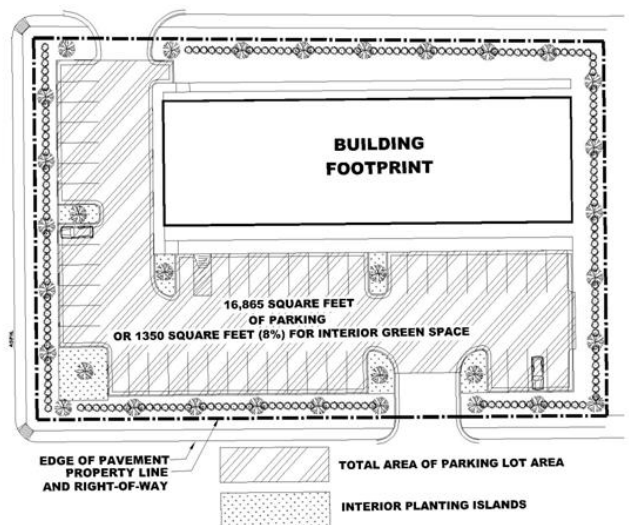 BUILDING
FOOTPRINT
16,865 SQUARE FEET
OF PARKING
OR 1350 SQUARE FEET (8%) FOR INTERIOR GREEN SPACE
EDGE OF PAVEMENT
PROPERTY LINE
AND RIGHT-OF-WAY
TOTAL AREA OF PARKING LOT AREA
INTERIOR PLANTING ISLANDS